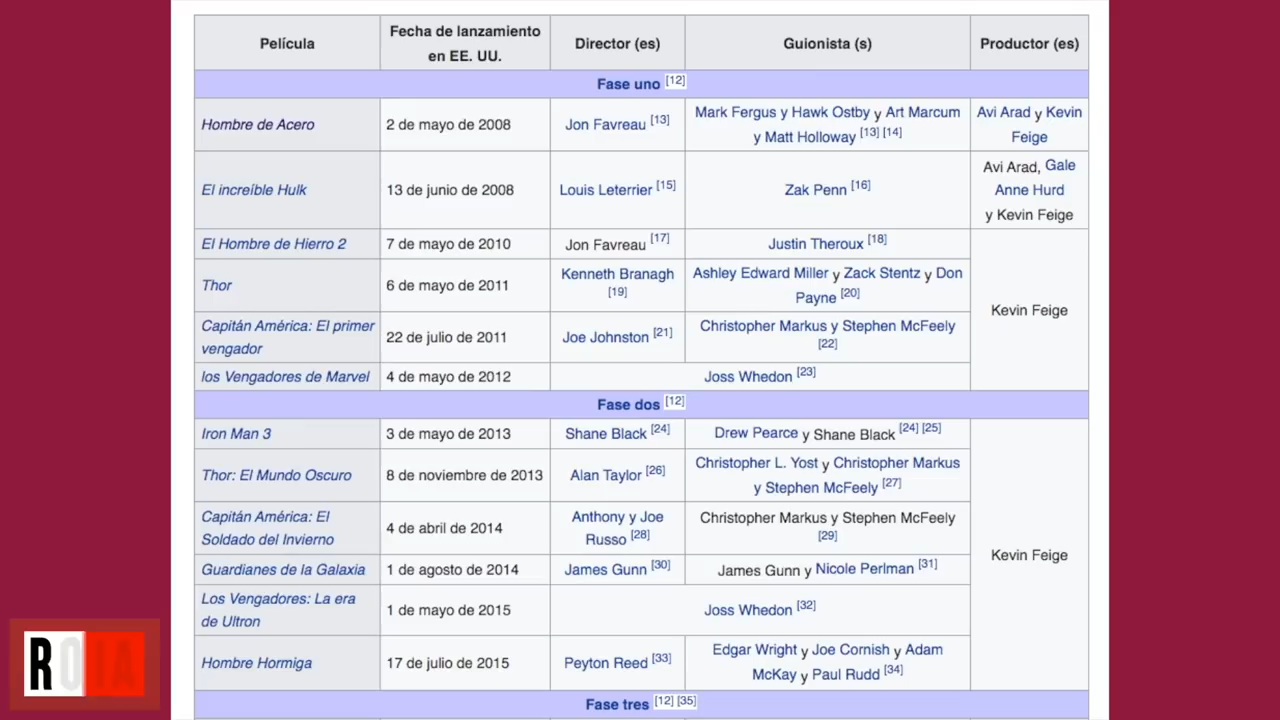 Película Fecha de lanzamiento en EE. UU. Director (es) Guionista (s) Productor (es)
Fase uno [12]
Hombre de Acero 2 de mayo de 2008 Jon Favreau [13] Mark Fergus y Hawk Ostby y Art Marcum y Matt Holloway [13] [14] Avi Arad y Kevin Feige
El increíble Hulk 13 de junio de 2008 Louis Leterrier [15] Zak Penn [16] Avi Arad, Gale Anne Hurd y Kevin Feige
El Hombre de Hierro 2 7 de mayo de 2010 Jon Favreau [17] Justin Theroux [18] Kevin Feige
Thor 6 de mayo de 2011 Kenneth Branagh [19] Ashley Edward Miller y Zack Stentz y Don Payne [20]
Capitán América: El primer vengador 22 de julio de 2011 Joe Johnston [21] Christopher Markus y Stephen McFeely [22]
los Vengadores de Marvel 4 de mayo de 2012 Joss Whedon [23]
Fase dos [12]
Iron Man 3 3 de mayo de 2013 Shane Black [24] Drew Pearce y Shane Black [24] [25] Kevin Feige
Thor: El Mundo Oscuro 8 de noviembre de 2013 Alan Taylor [26] Christopher L. Yost y Christopher Markus y Stephen McFeely [27]
Capitán América: El Soldado del Invierno 4 de abril de 2014 Anthony y Joe Russo [28] Christopher Markus y Stephen McFeely [29]
Guardianes de la Galaxia 1 de agosto de 2014 James Gunn [30] James Gunn y Nicole Perlman [31]
Los Vengadores: La era de Ultron 1 de mayo de 2015 Joss Whedon [32]
Hombre Hormiga 17 de julio de 2015 Peyton Reed [33] Edgar Wright y Joe Cornish y Adam McKay y Paul Rudd [34]
Fase tres [12] [35]
ROIA